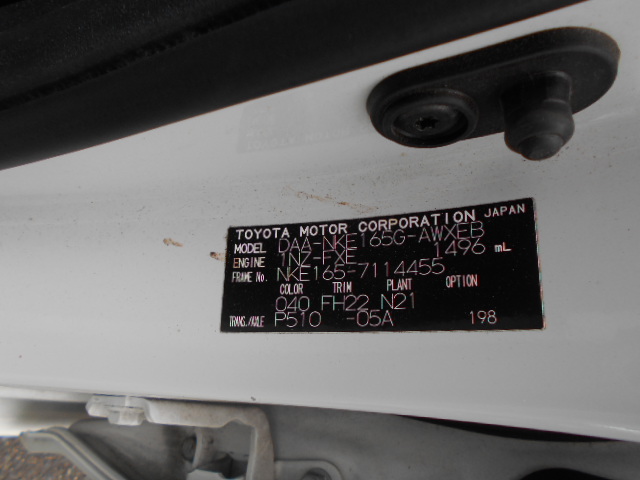 TOYOTA MOTOR CORPORATION JAPAN
MODEL DAA-NKE165G-AWXEB
ENGINE 1NZ-FXE 1496 mL
FRAME No. NKE165-7114455
COLOR TRIM PLANT OPTION
040 FH22 N21
TRANS./AXLE P510 -05A 198